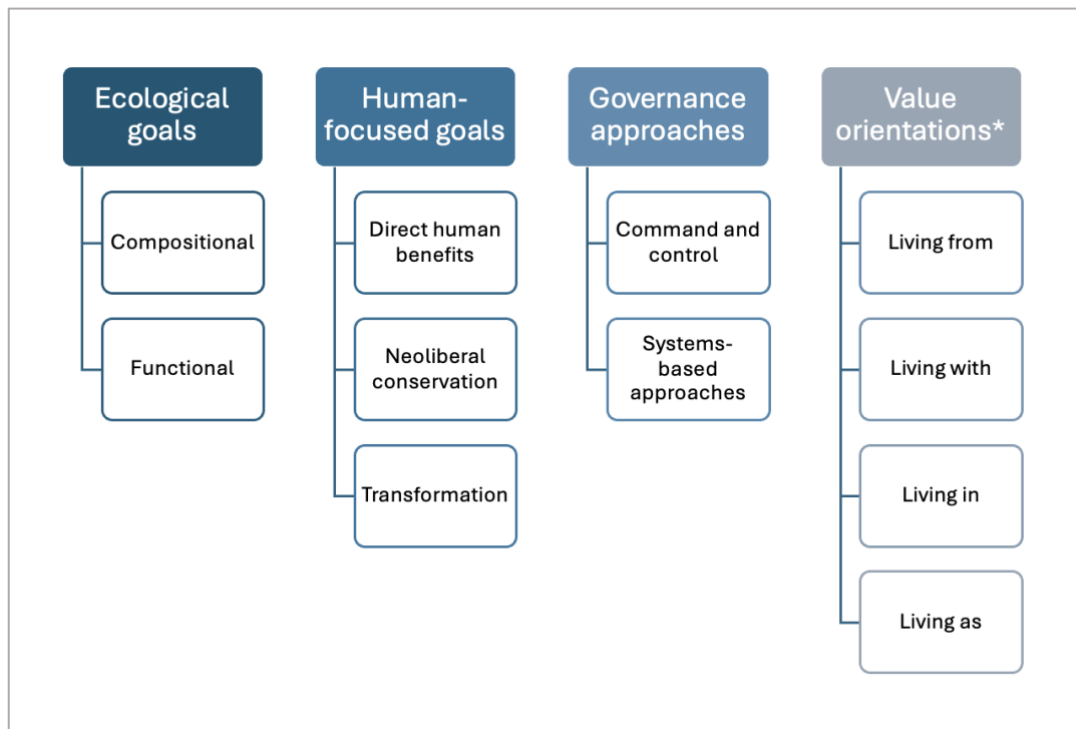 Ecological
goals
Compositional
Functional
Human-
focused goals
Direct human
benefits
Neoliberal
conservation
Transformation
Governance
approaches
Command and
control
Systems-
based
approaches
Value
orientations*
Living from
Living with
Living in
Living as